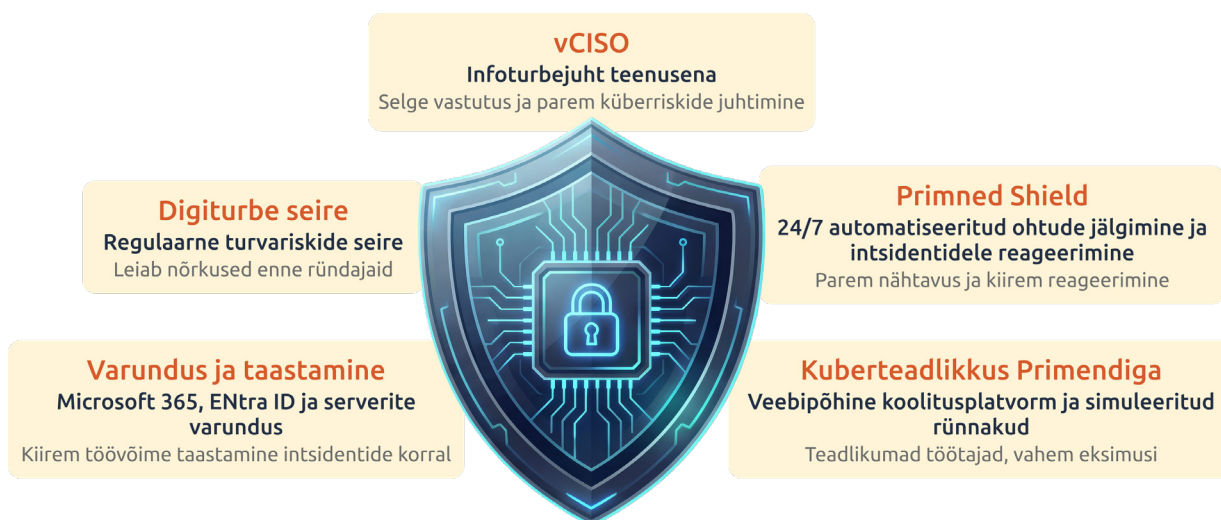 vCISO
Infoturbejuht teenusena
Selge vastutus ja parem küberriskide juhtimine
Digiturbe seire
Regulaarne turvariskide seire
Leiab nõrkused enne ründajaid
Primned Shield
24/7 automatiseeritud ohtude jälgimine ja
intsidentidele reageerimine
Parem nähtavus ja kiirem reageerimine
Varundus ja taastamine
Microsoft 365, ENtra ID ja serverite
varundus
Kiirem töövõime taastamine intsidentide korral
Kuberteadlikkus Primendiga
Veebipõhine koolitusplatvorm ja simuleeritud
rünnakud
Teadlikumad töötajad, vahem eksimusi